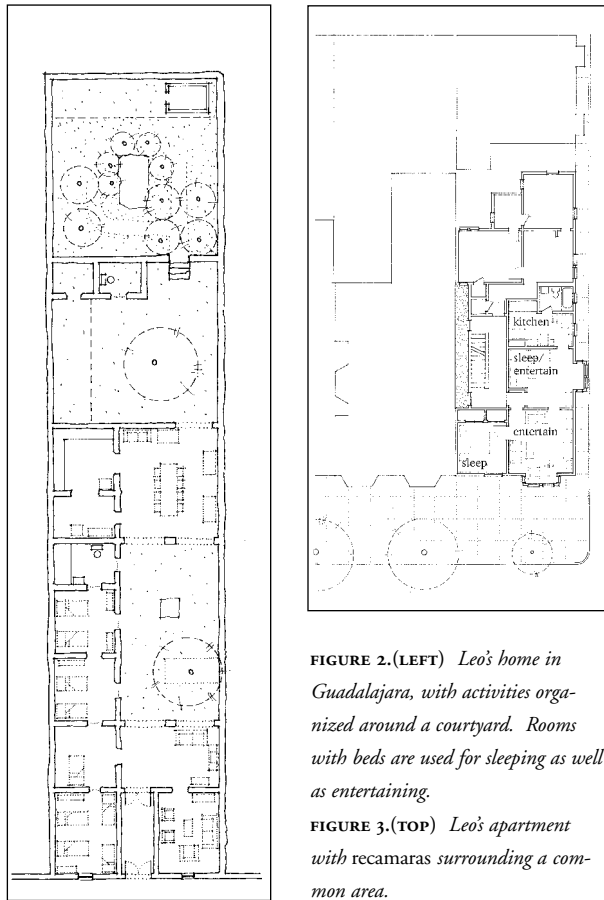 kitchen
sleep/
entertain
entertain
sleep
FIGURE 2.(LEFT) Leo's home in
Guadalajara, with activities orga-
nized around a courtyard. Rooms
with beds are used for sleeping as well
as entertaining.
FIGURE 3.(TOP) Leo's apartment
with recamaras surrounding a com-
mon area.